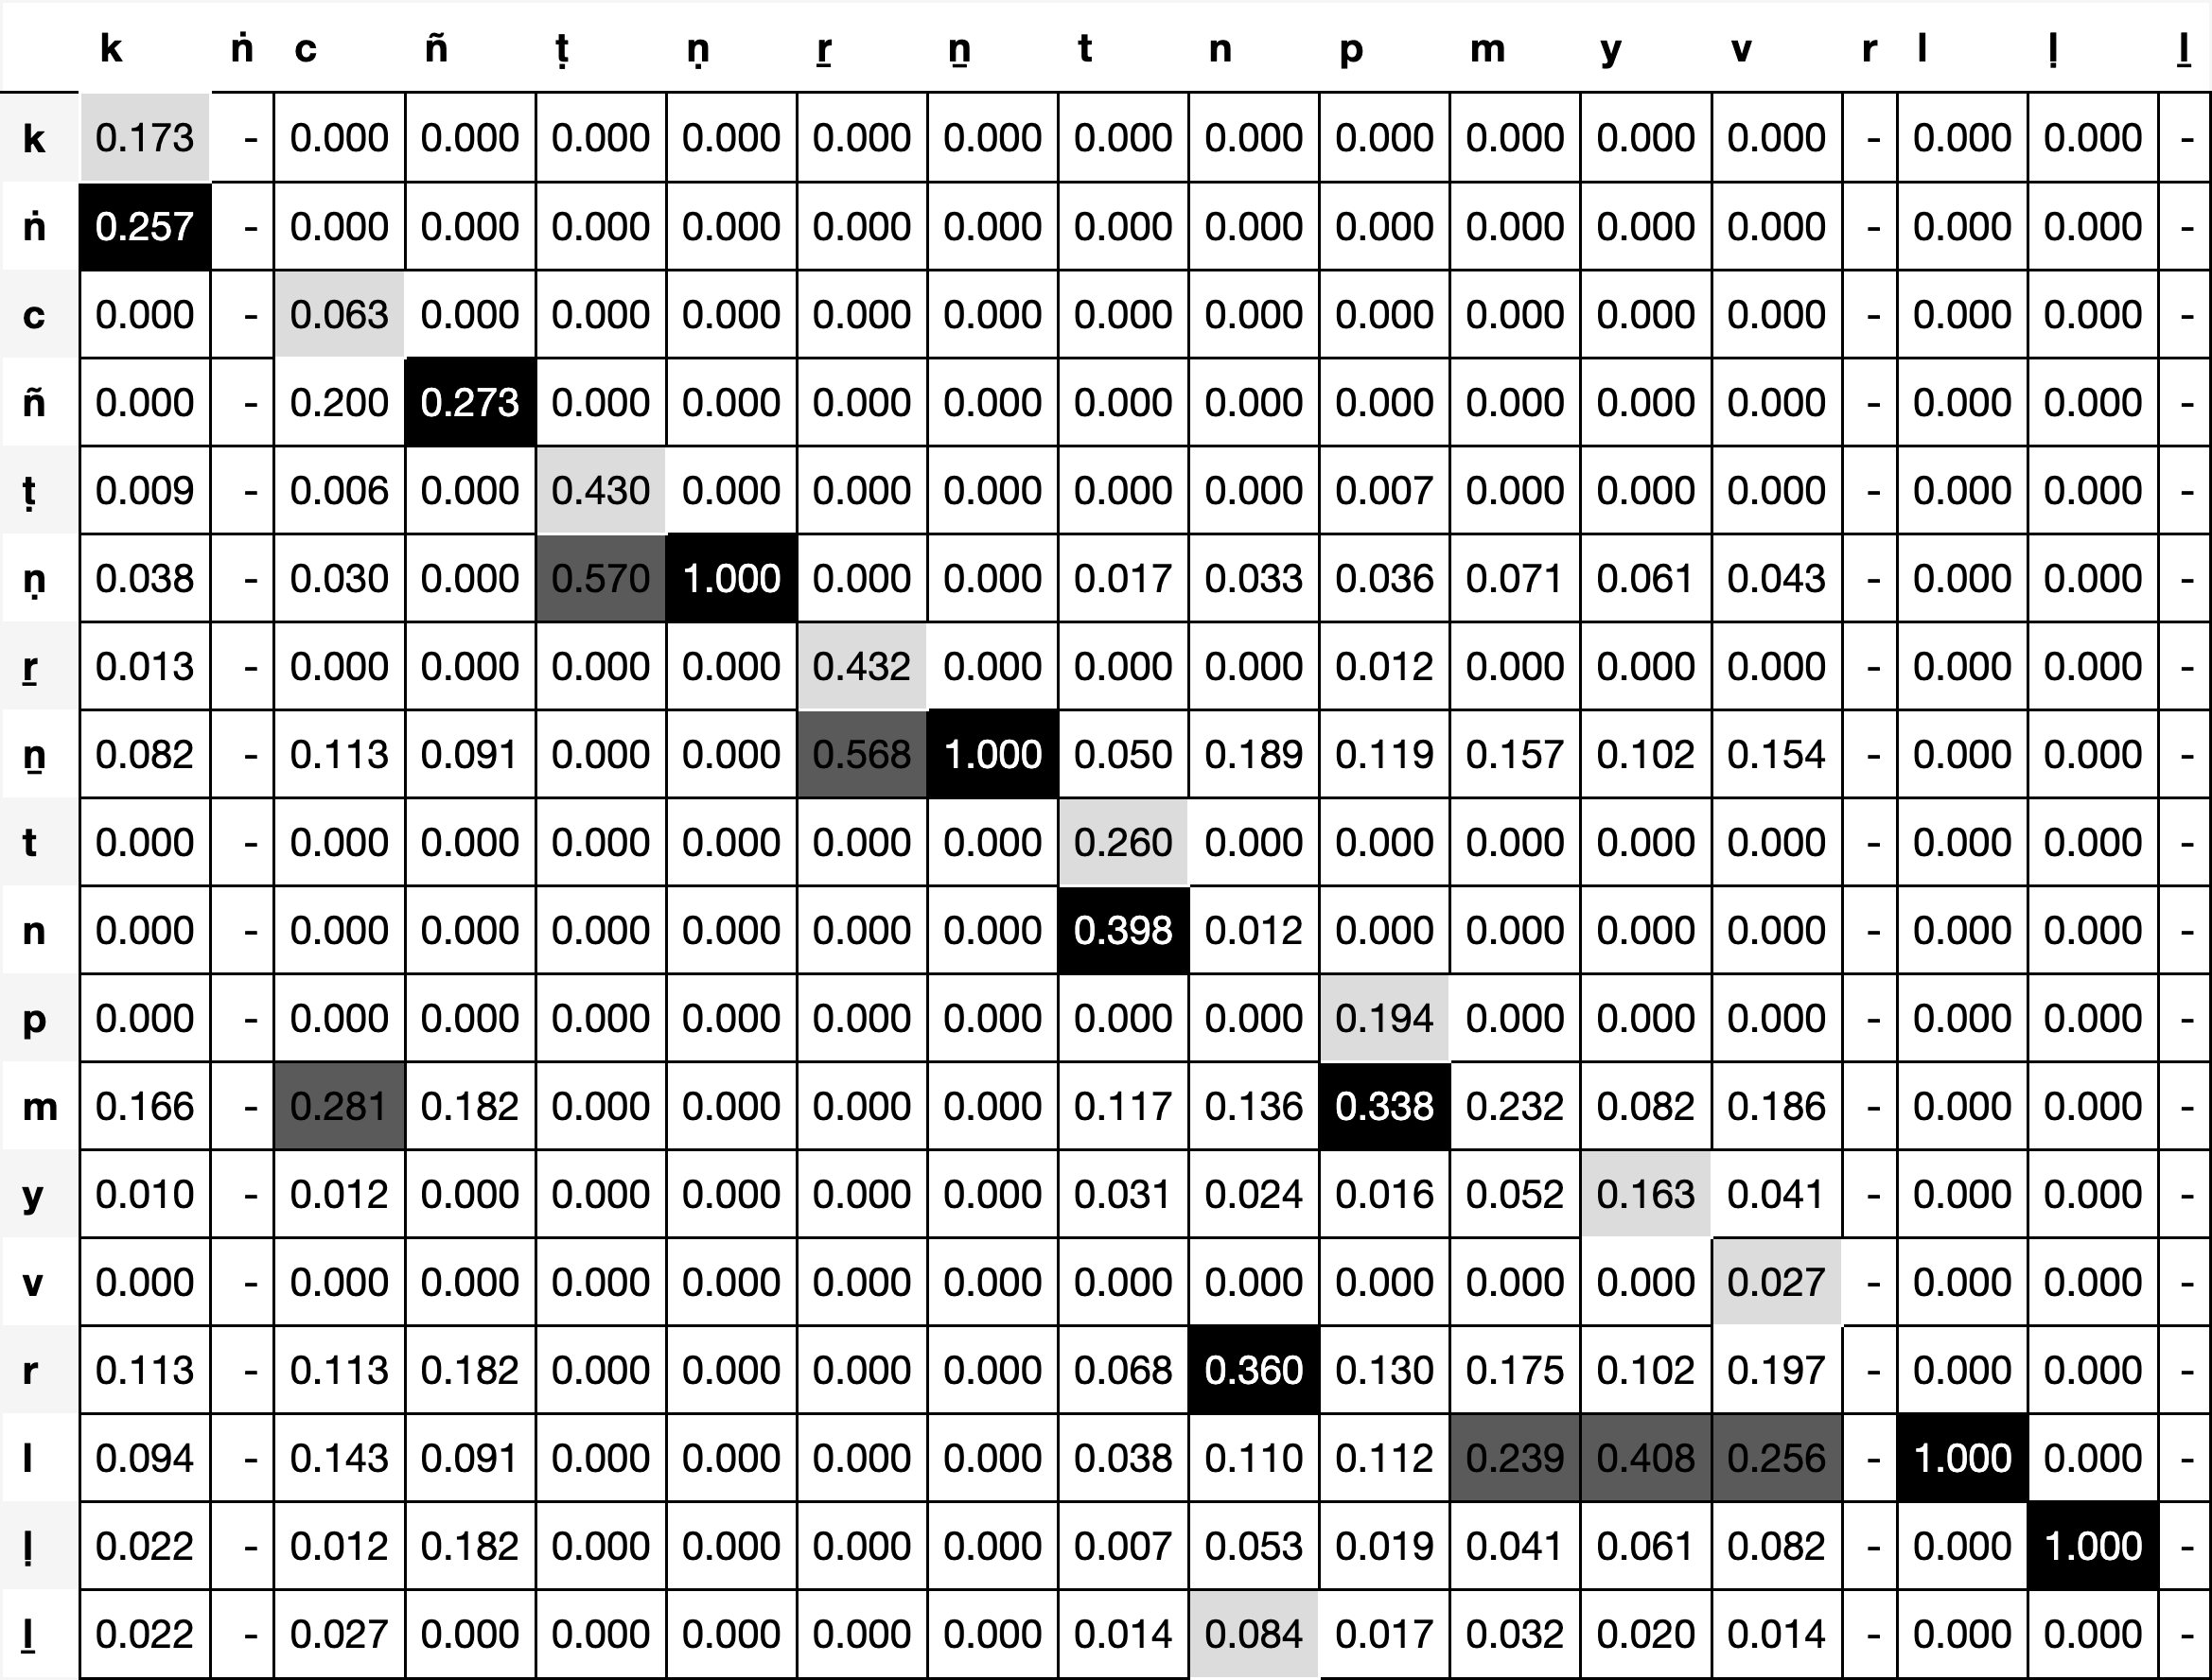 k ṅ c ñ ṭ ṇ ṟ ṉ t n p m y v r l ḷ ḻ
k 0.173 - 0.000 0.000 0.000 0.000 0.000 0.000 0.000 0.000 0.000 0.000 0.000 0.000 - 0.000 0.000 -
ṅ 0.257 - 0.000 0.000 0.000 0.000 0.000 0.000 0.000 0.000 0.000 0.000 0.000 0.000 - 0.000 0.000 -
c 0.000 - 0.063 0.000 0.000 0.000 0.000 0.000 0.000 0.000 0.000 0.000 0.000 0.000 - 0.000 0.000 -
ñ 0.000 - 0.200 0.273 0.000 0.000 0.000 0.000 0.000 0.000 0.000 0.000 0.000 0.000 - 0.000 0.000 -
ṭ 0.009 - 0.006 0.000 0.430 0.000 0.000 0.000 0.000 0.000 0.007 0.000 0.000 0.000 - 0.000 0.000 -
ṇ 0.038 - 0.030 0.000 0.570 1.000 0.000 0.000 0.017 0.033 0.036 0.071 0.061 0.043 - 0.000 0.000 -
ṟ 0.013 - 0.000 0.000 0.000 0.000 0.432 0.000 0.000 0.000 0.012 0.000 0.000 0.000 - 0.000 0.000 -
ṉ 0.082 - 0.113 0.091 0.000 0.000 0.568 1.000 0.050 0.189 0.119 0.157 0.102 0.154 - 0.000 0.000 -
t 0.000 - 0.000 0.000 0.000 0.000 0.000 0.000 0.260 0.000 0.000 0.000 0.000 0.000 - 0.000 0.000 -
n 0.000 - 0.000 0.000 0.000 0.000 0.000 0.000 0.398 0.012 0.000 0.000 0.000 0.000 - 0.000 0.000 -
p 0.000 - 0.000 0.000 0.000 0.000 0.000 0.000 0.000 0.000 0.194 0.000 0.000 0.000 - 0.000 0.000 -
m 0.166 - 0.281 0.182 0.000 0.000 0.000 0.000 0.117 0.136 0.338 0.232 0.082 0.186 - 0.000 0.000 -
y 0.010 - 0.012 0.000 0.000 0.000 0.000 0.000 0.031 0.024 0.016 0.052 0.163 0.041 - 0.000 0.000 -
v 0.000 - 0.000 0.000 0.000 0.000 0.000 0.000 0.000 0.000 0.000 0.000 0.000 0.027 - 0.000 0.000 -
r 0.113 - 0.113 0.182 0.000 0.000 0.000 0.000 0.068 0.360 0.130 0.175 0.102 0.197 - 0.000 0.000 -
l 0.094 - 0.143 0.091 0.000 0.000 0.000 0.000 0.038 0.110 0.112 0.239 0.408 0.256 - 1.000 0.000 -
ḷ 0.022 - 0.012 0.182 0.000 0.000 0.000 0.000 0.007 0.053 0.019 0.041 0.061 0.082 - 0.000 1.000 -
ḻ 0.022 - 0.027 0.000 0.000 0.000 0.000 0.000 0.014 0.084 0.017 0.032 0.020 0.014 - 0.000 0.000 -